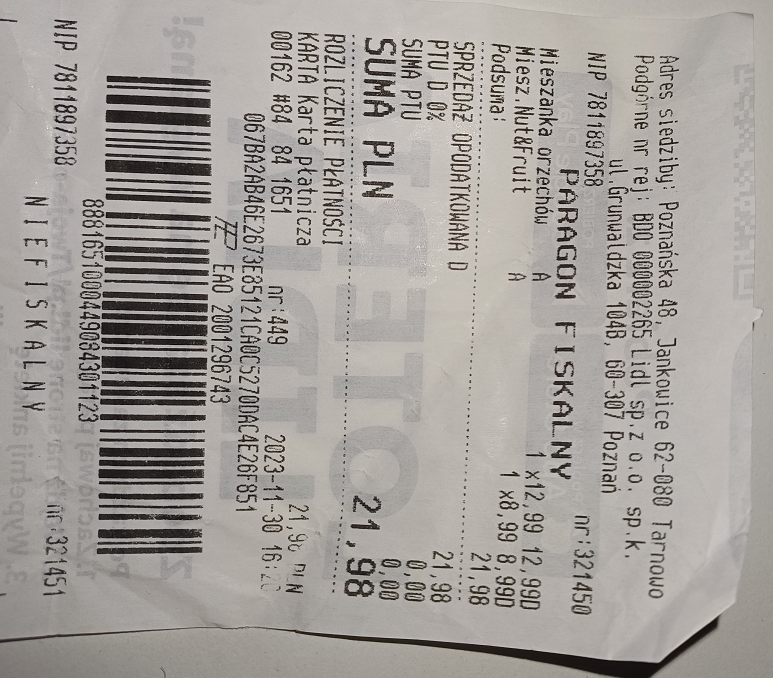 Adres siedziby: Poznańska 48, Jankowice 62-080 Tarnowo
Podgórne nr rej: BDO 000002265 Lidl sp.z o.o. sp.k.
ul.Grunwaldzka 104B, 60-307 Poznań
NIP 7811897358 nr:321450
PARAGON FISKALNY
Mieszanka orzechów A 1 x12,99 12,99D
Miesz.Nut&Fruit A 1 x8,99 8,99D
Podsuma: 21,98
SPRZEDAŻ OPODATKOWANA D 21,98
PTU D 0% 0,00
SUMA PTU 0,00
SUMA PLN 21,98
ROZLICZENIE PŁATNOŚCI
KARTA Karta płatnicza 21,98 PLN
00162 #84 84 1651 nr:449 2023-11-30
067BA2AB46E2673E85121CA0C5270DAC4E26F851
EAO 2001296743
8881651000449084301123
NIEFISKALNY
NIP 7811897358 nr:321451